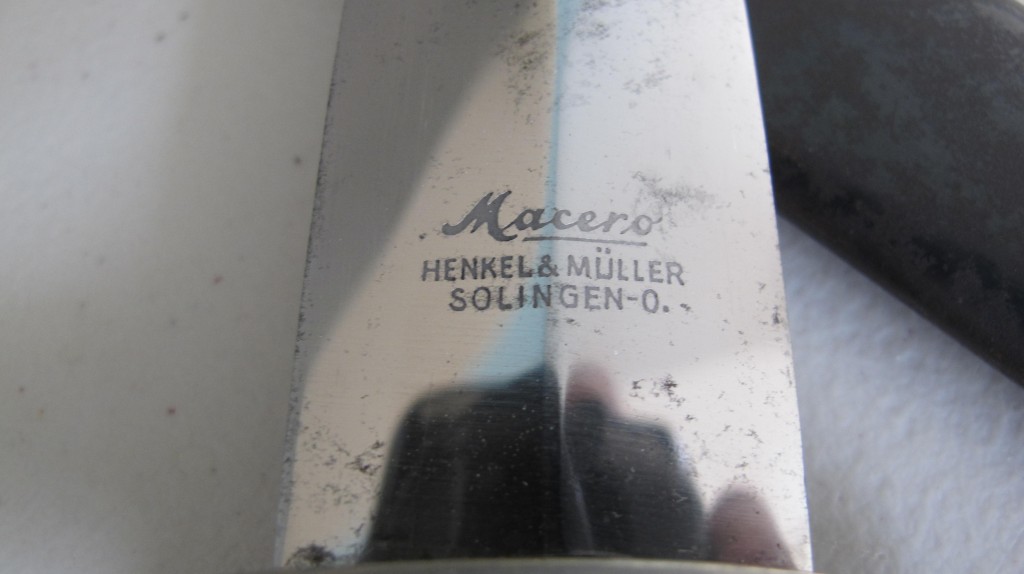 Macero
HENKEL & MÜLLER
SOLINGEN-O.